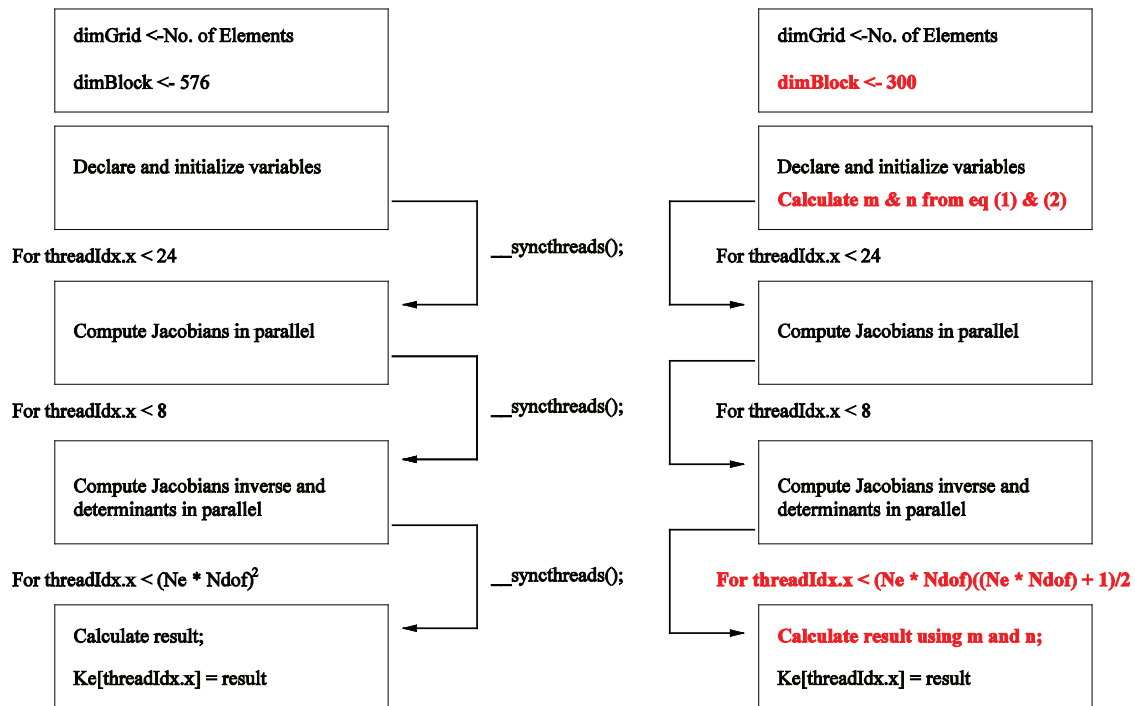 dimGrid <-No. of Elements
dimBlock <- 576
Declare and initialize variables
For threadIdx.x < 24
Compute Jacobians in parallel
For threadIdx.x < 8
Compute Jacobians inverse and
determinants in parallel
For threadIdx.x < (Ne * Ndof)²
Calculate result;
Ke[threadIdx.x] = result
__syncthreads();
__syncthreads();
__syncthreads();
dimGrid <-No. of Elements
dimBlock <- 300
Declare and initialize variables
Calculate m & n from eq (1) & (2)
For threadIdx.x < 24
Compute Jacobians in parallel
For threadIdx.x < 8
Compute Jacobians inverse and
determinants in parallel
For threadIdx.x < (Ne * Ndof)((Ne * Ndof) + 1)/2
Calculate result using m and n;
Ke[threadIdx.x] = result